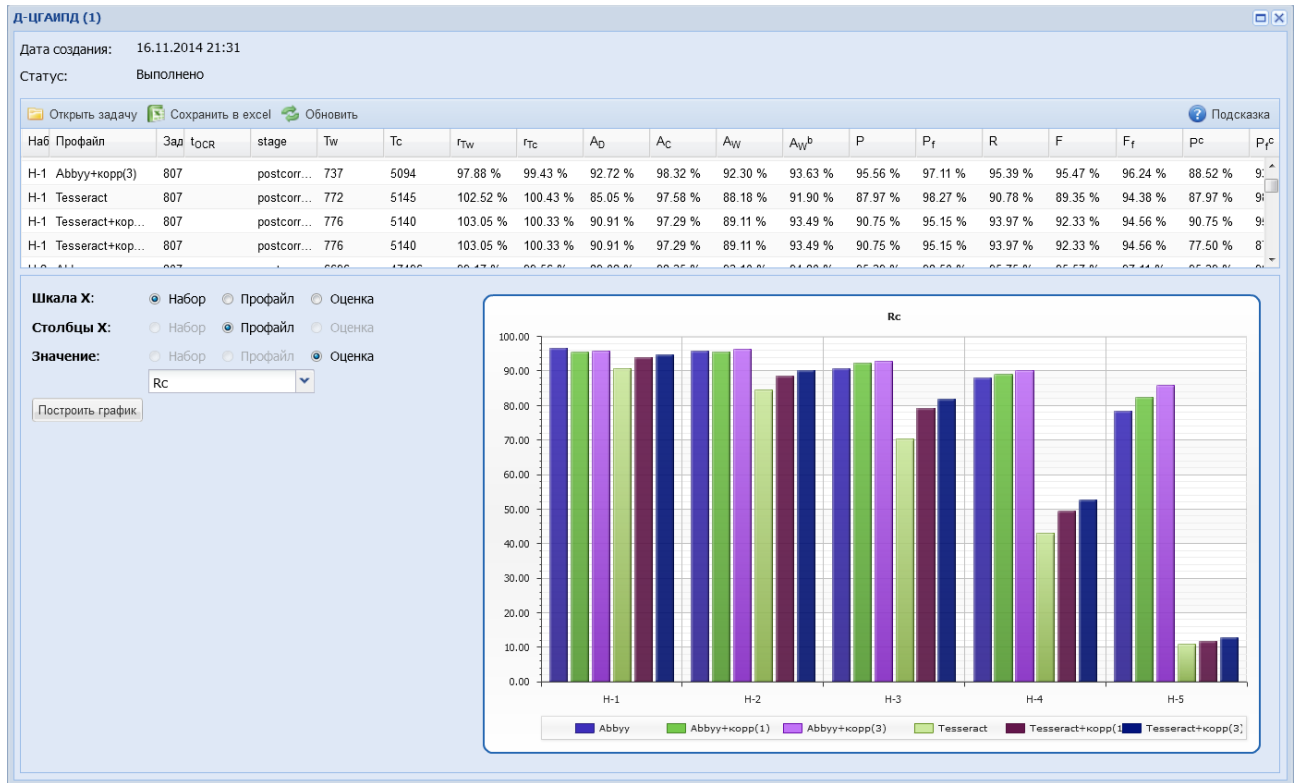 Д-ЦГАИПД (1)
Дата создания: 16.11.2014 21:31
Статус: Выполнено
Открыть задачу Сохранить в excel Обновить Подсказка
Наб Профайл Зад tOCR stage Tw Tc rTw rTc AD AC AW AWb P Pf R F Ff Pc Pfc
H-1 Abbyy+корр(3) 807 postcorr... 737 5094 97.88 % 99.43 % 92.72 % 98.32 % 92.30 % 93.63 % 95.56 % 97.11 % 95.39 % 95.47 % 96.24 % 88.52 %
H-1 Tesseract 807 postcorr... 772 5145 102.52 % 100.43 % 85.05 % 97.58 % 88.18 % 91.90 % 87.97 % 98.27 % 90.78 % 89.35 % 94.38 % 87.97 %
H-1 Tesseract+кор... 807 postcorr... 776 5140 103.05 % 100.33 % 90.91 % 97.29 % 89.11 % 93.49 % 90.75 % 95.15 % 93.97 % 92.33 % 94.56 % 90.75 %
H-1 Tesseract+кор... 807 postcorr... 776 5140 103.05 % 100.33 % 90.91 % 97.29 % 89.11 % 93.49 % 90.75 % 95.15 % 93.97 % 92.33 % 94.56 % 77.50 %
Шкала X: Набор Профайл Оценка
Столбцы X: Набор Профайл Оценка
Значение: Набор Профайл Оценка
Rc
Построить график
Rc
100.00
90.00
80.00
70.00
60.00
50.00
40.00
30.00
20.00
10.00
0.00
H-1 H-2 H-3 H-4 H-5
Abbyy Abbyy+корр(1) Abbyy+корр(3) Tesseract Tesseract+корр(1 Tesseract+корр(3)